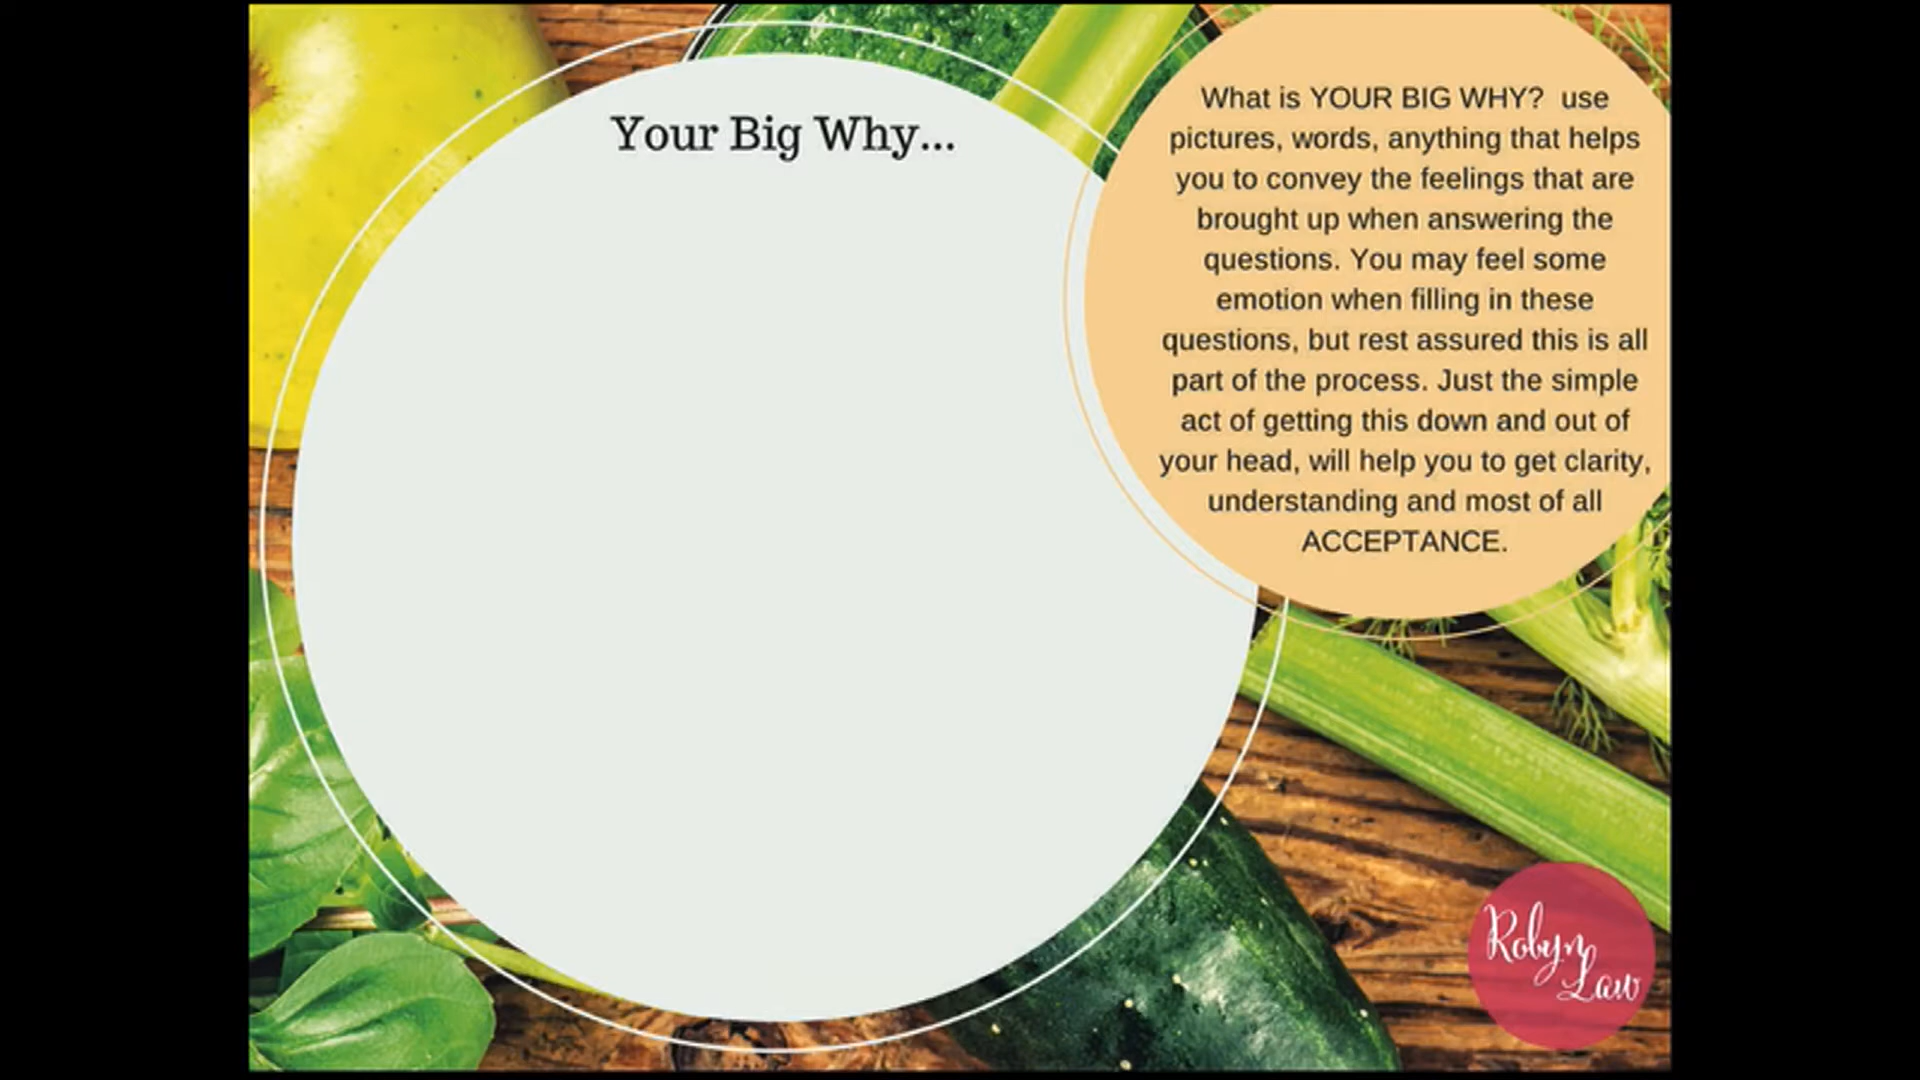 Your Big Why...
What is YOUR BIG WHY?  use
pictures, words, anything that helps
you to convey the feelings that are
brought up when answering the
questions. You may feel some
emotion when filling in these
questions, but rest assured this is all
part of the process. Just the simple
act of getting this down and out of
your head, will help you to get clarity,
understanding and most of all
ACCEPTANCE.
Robyn
Law